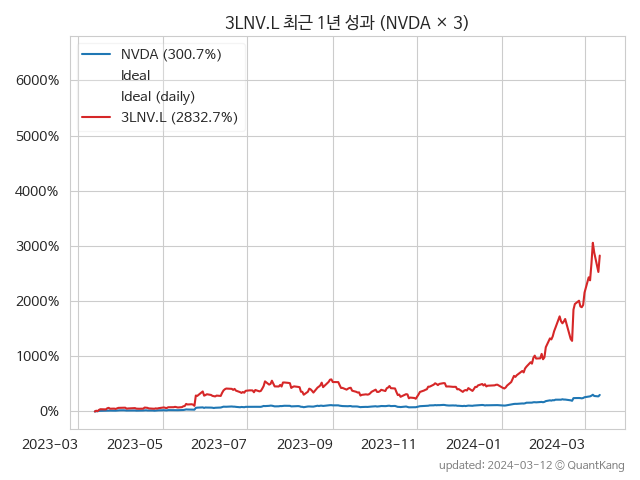 3LNV.L 최근 1년 성과 (NVDA × 3)
NVDA (300.7%)
Ideal
Ideal (daily)
3LNV.L (2832.7%)
6000%
5000%
4000%
3000%
2000%
1000%
0%
2023-03 2023-05 2023-07 2023-09 2023-11 2024-01 2024-03
updated: 2024-03-12 © QuantKang